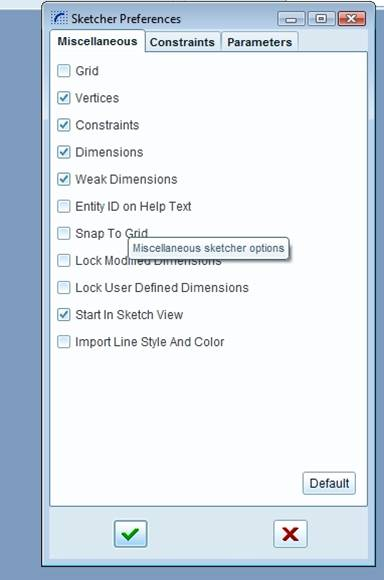 Sketcher Preferences
Miscellaneous Constraints Parameters
Grid
Vertices
Constraints
Dimensions
Weak Dimensions
Entity ID on Help Text
Snap To Grid
Miscellaneous sketcher options
Lock Modified Dimensions
Lock User Defined Dimensions
Start In Sketch View
Import Line Style And Color
Default